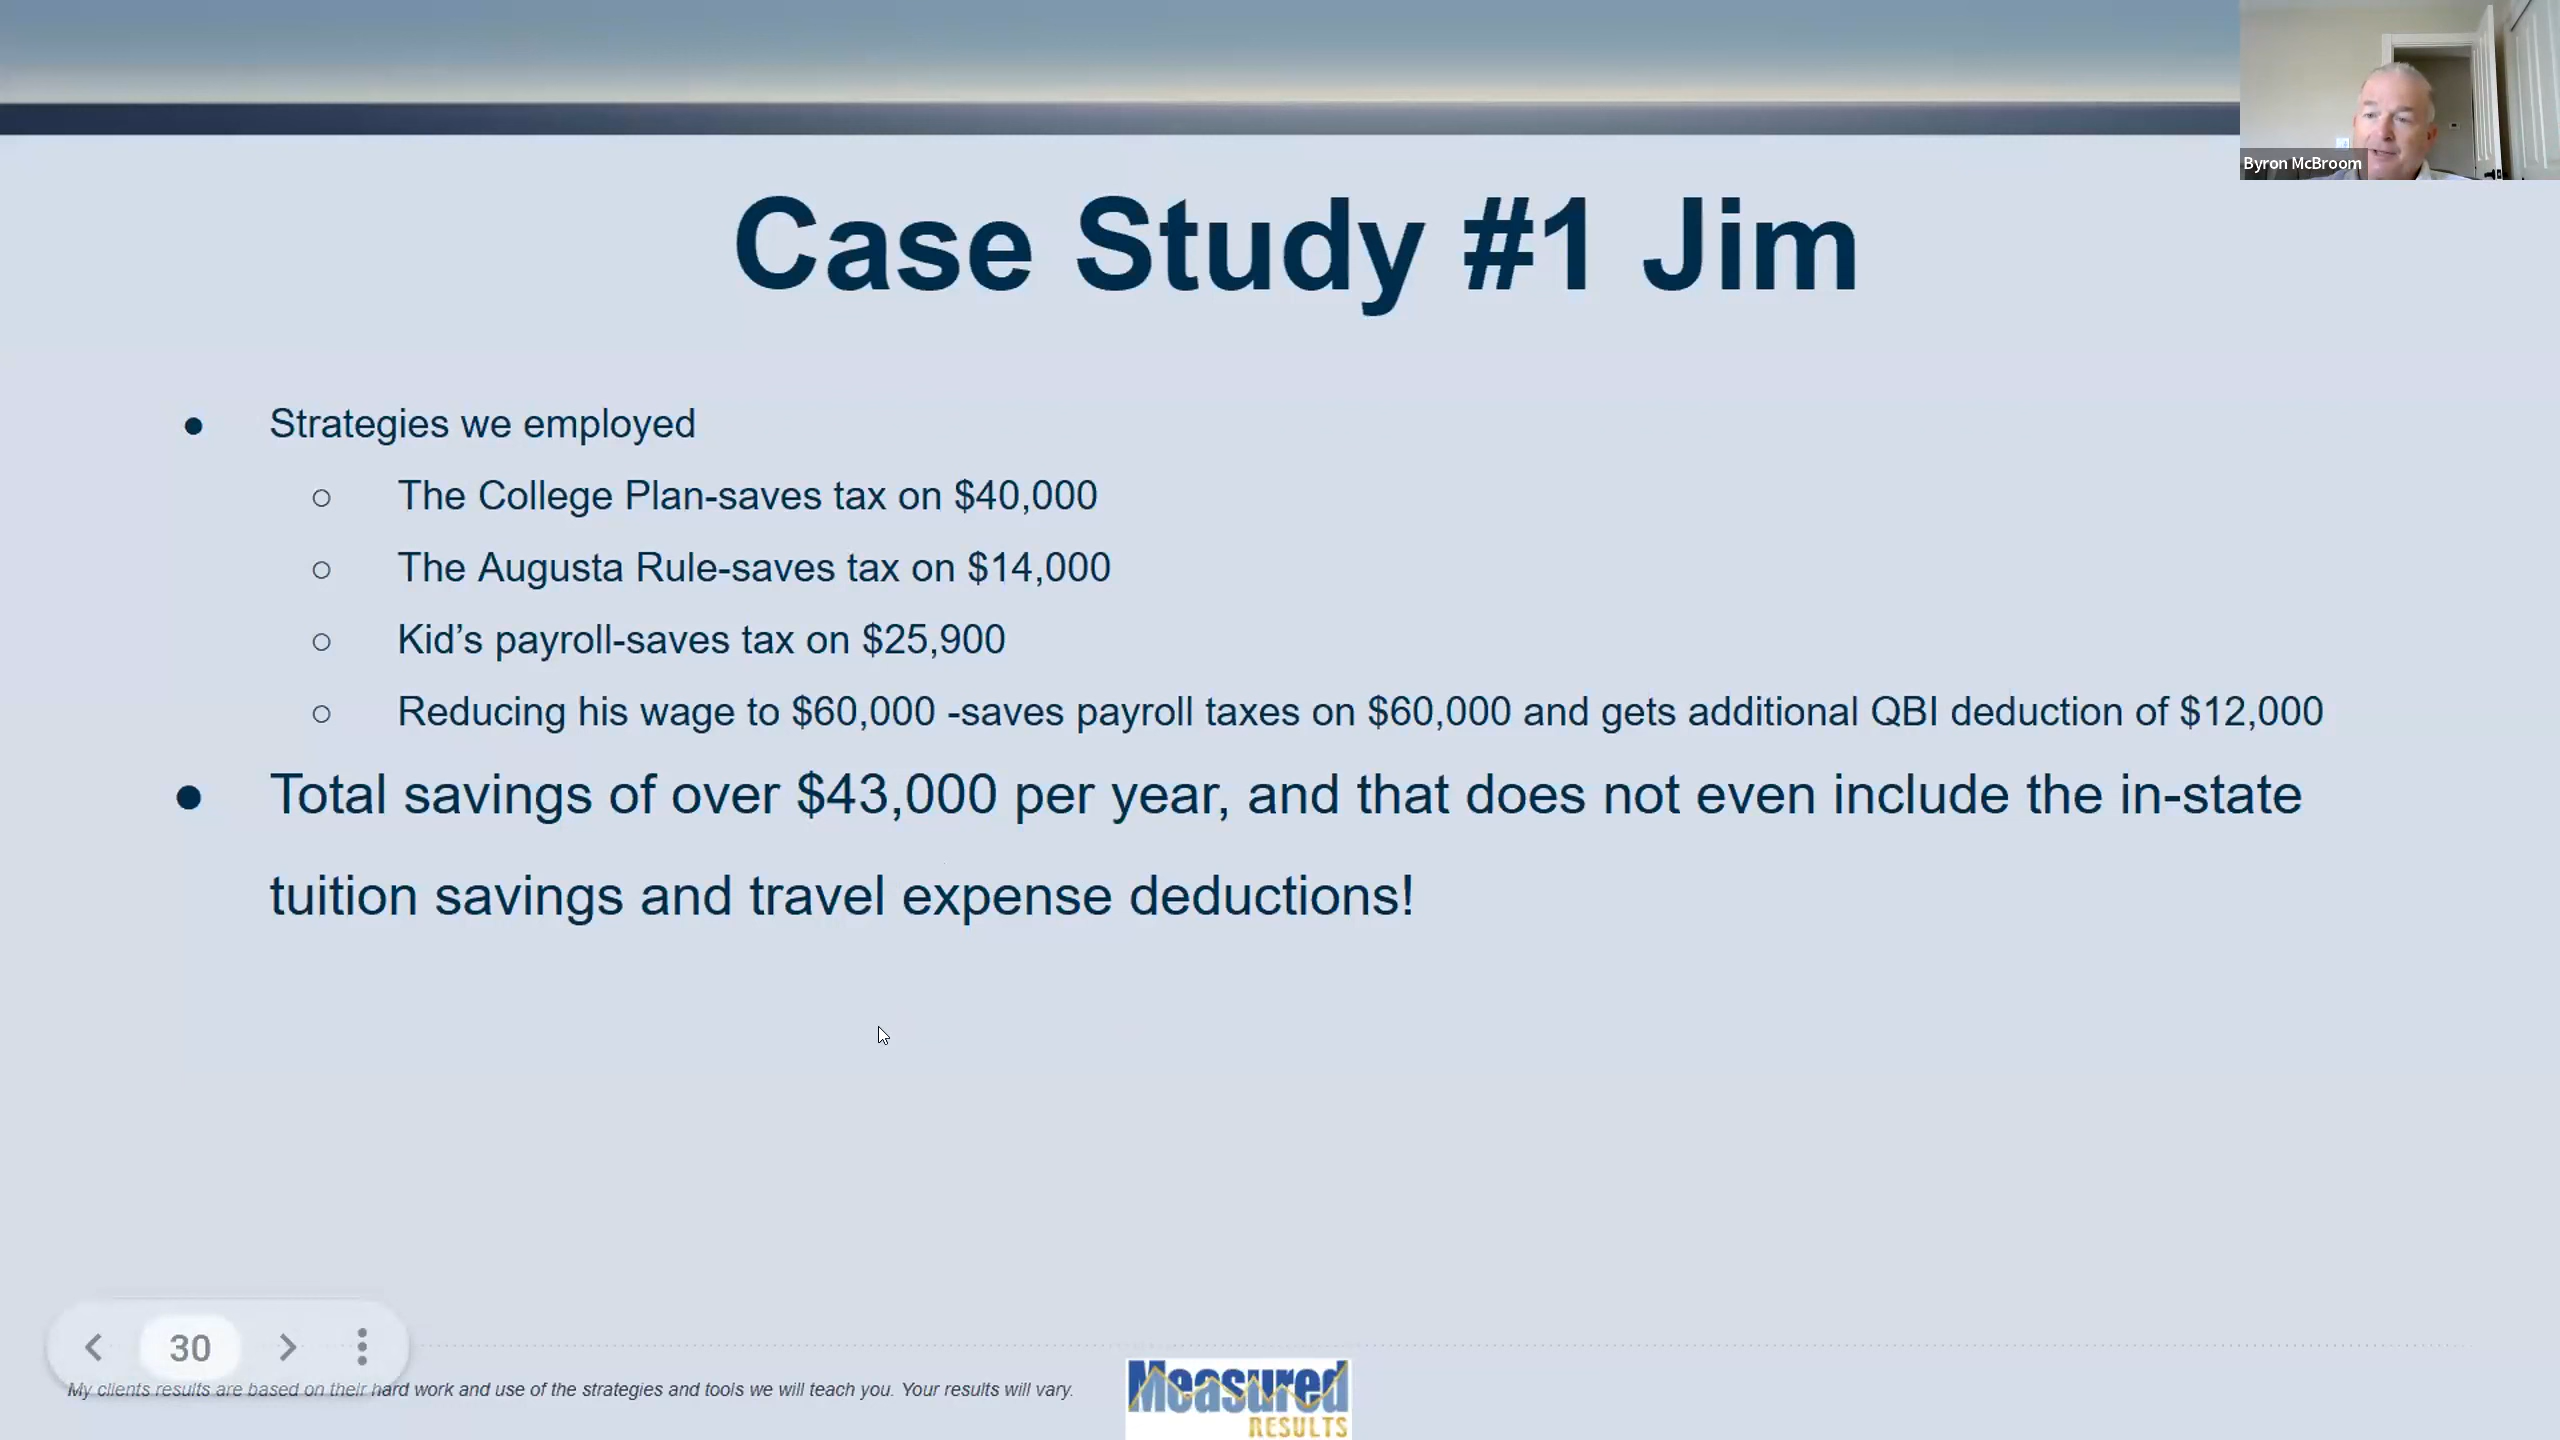 Byron McBroom
Case Study #1 Jim
● Strategies we employed
○ The College Plan-saves tax on $40,000
○ The Augusta Rule-saves tax on $14,000
○ Kid’s payroll-saves tax on $25,900
○ Reducing his wage to $60,000 -saves payroll taxes on $60,000 and gets additional QBI deduction of $12,000
● Total savings of over $43,000 per year, and that does not even include the in-state
tuition savings and travel expense deductions!
30
My clients results are based on their hard work and use of the strategies and tools we will teach you. Your results will vary.
Measured
RESULTS